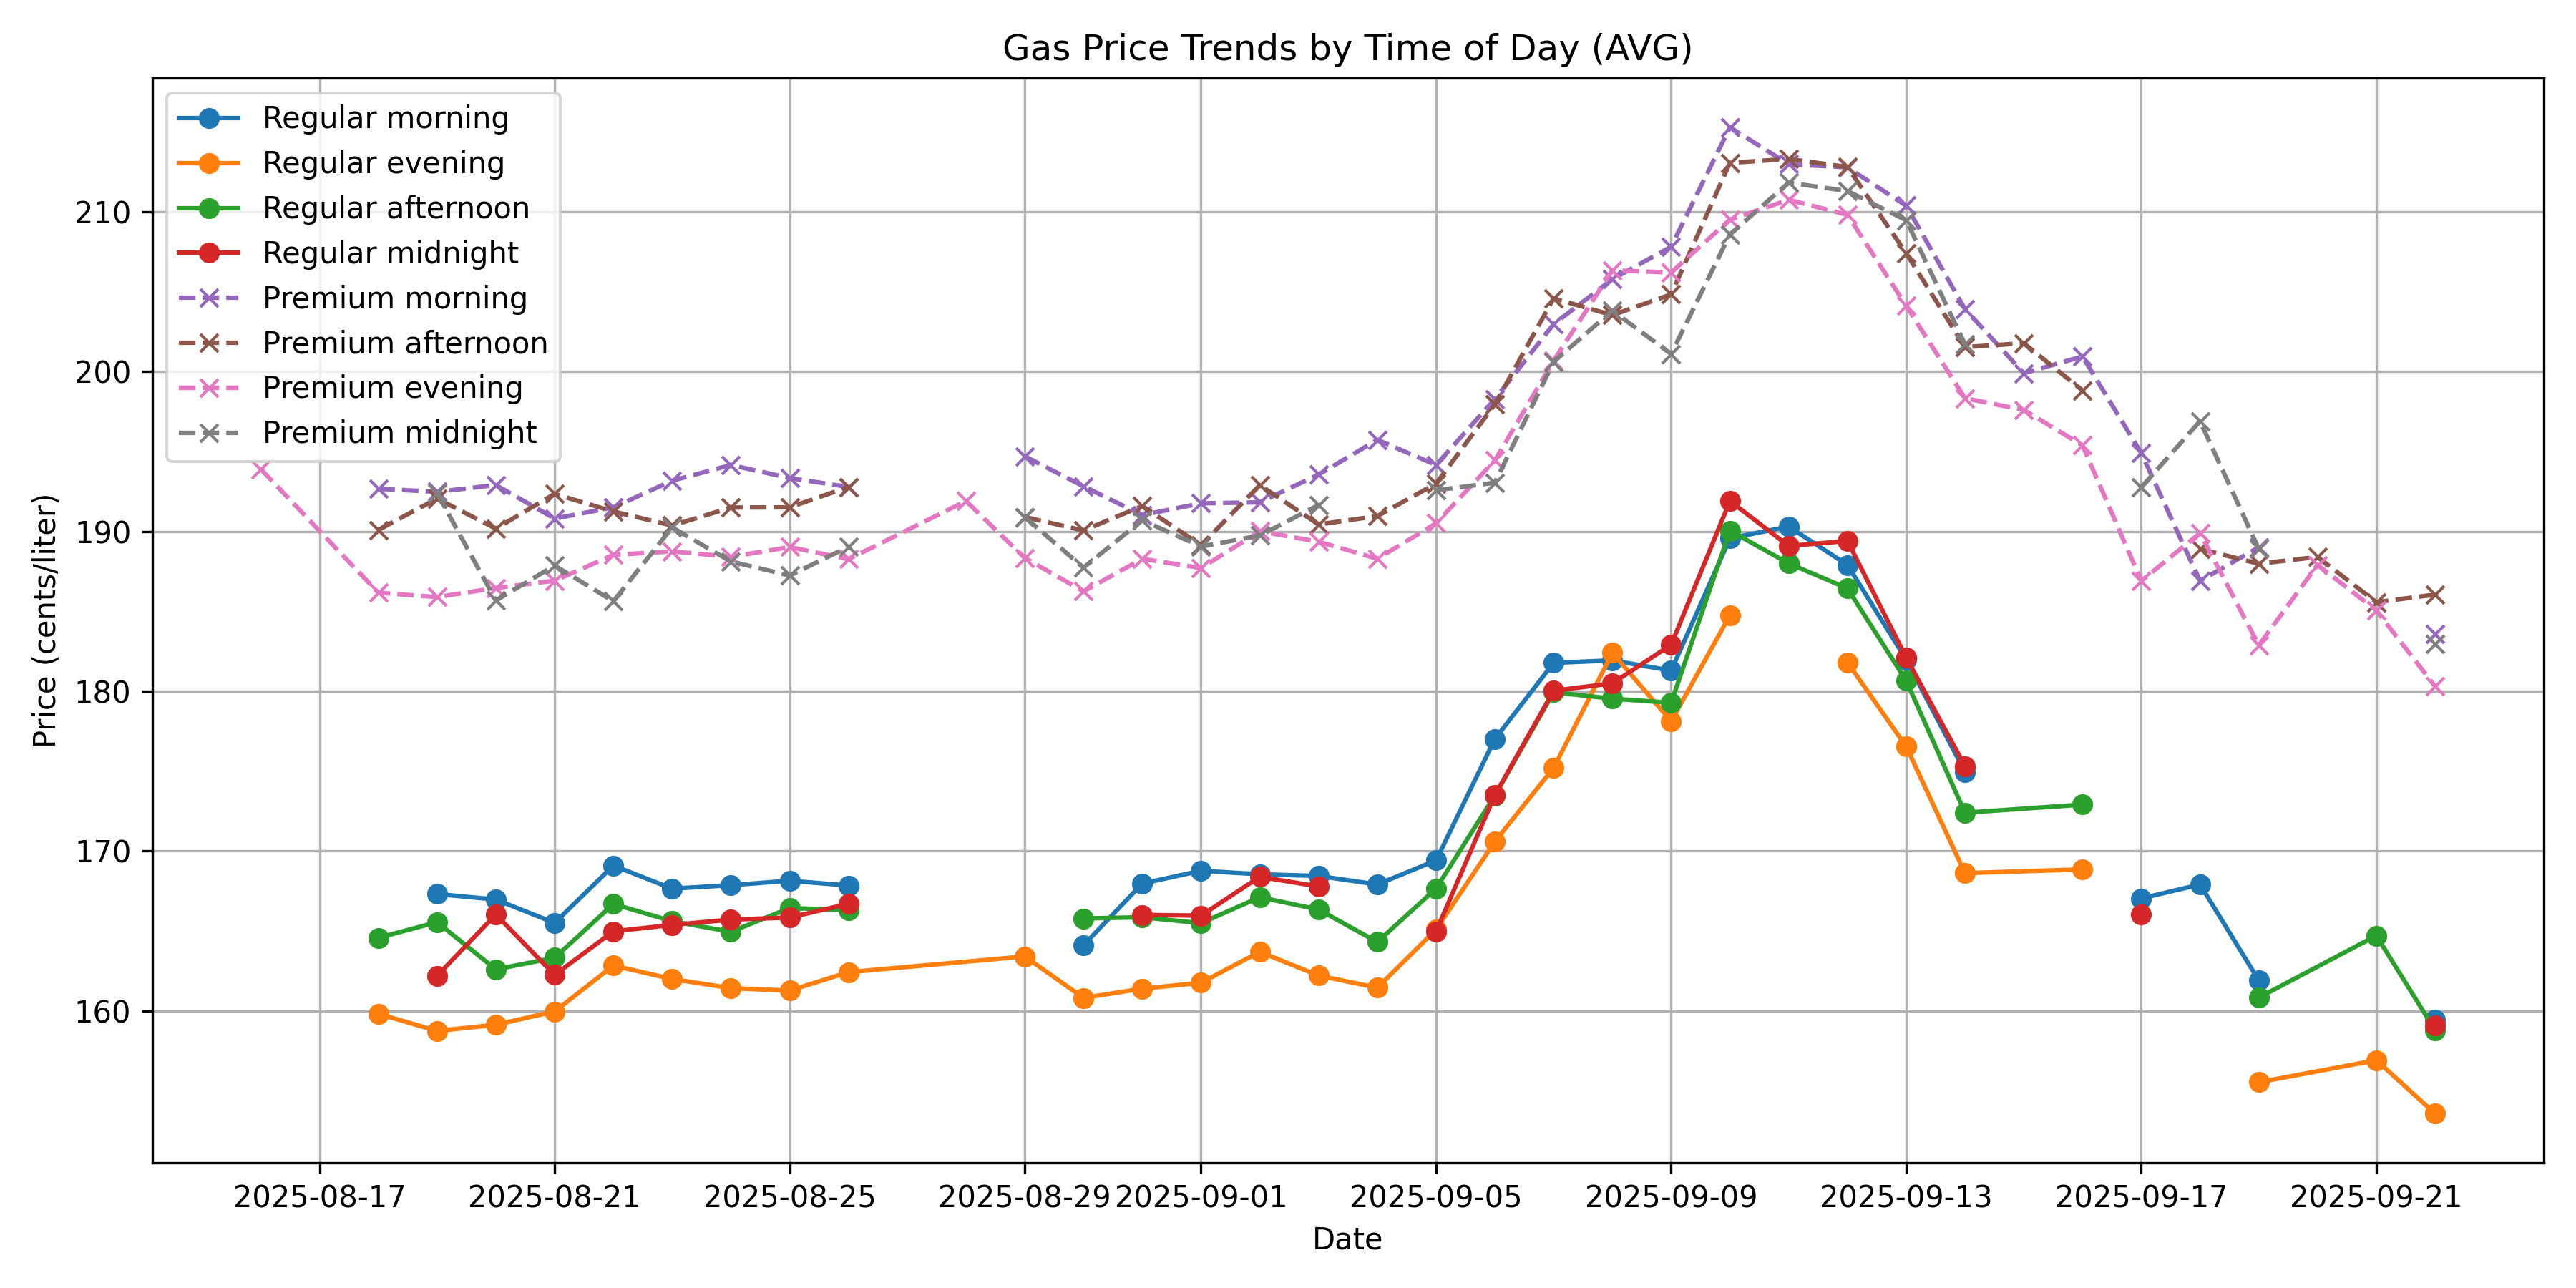 Gas Price Trends by Time of Day (AVG)
Regular morning
Regular evening
Regular afternoon
Regular midnight
Premium morning
Premium afternoon
Premium evening
Premium midnight
Price (cents/liter)
210
200
190
180
170
160
2025-08-17 2025-08-21 2025-08-25 2025-08-29 2025-09-01 2025-09-05 2025-09-09 2025-09-13 2025-09-17 2025-09-21
Date